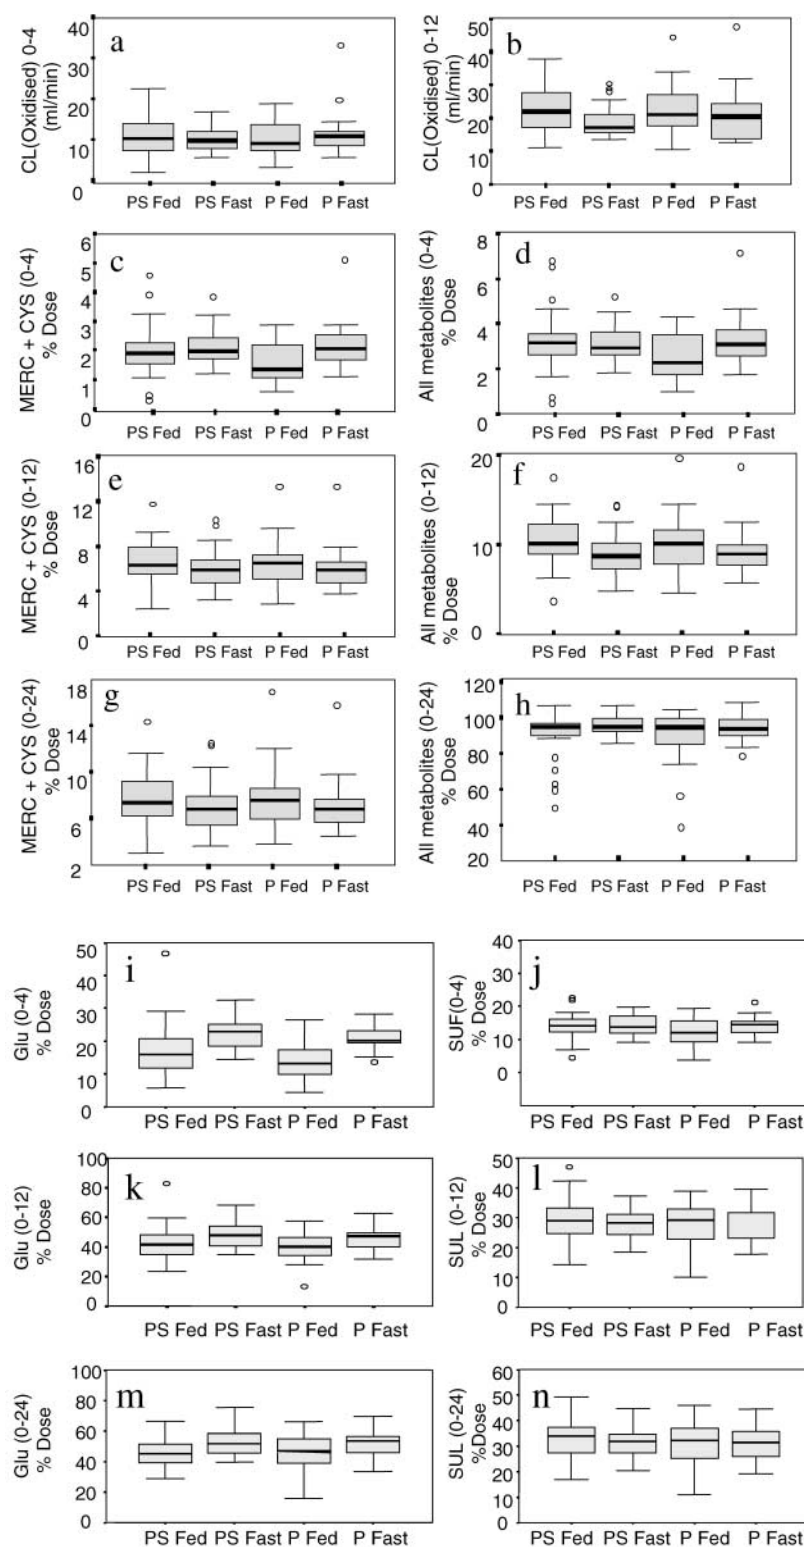 a
CL(Oxidised) 0-4
(ml/min)
40
30
20
10
0
PS Fed PS Fast P Fed P Fast
b
CL(Oxidised) 0-12
(ml/min)
50
40
30
20
10
0
PS Fed PS Fast P Fed P Fast
c
MERC + CYS (0-4)
% Dose
6
5
4
3
2
1
0
PS Fed PS Fast P Fed P Fast
d
All metabolites (0-4)
% Dose
8
6
4
2
0
PS Fed PS Fast P Fed P Fast
e
MERC + CYS (0-12)
% Dose
16
12
8
4
0
PS Fed PS Fast P Fed P Fast
f
All metabolites (0-12)
% Dose
20
10
0
PS Fed PS Fast P Fed P Fast
g
MERC + CYS (0-24)
% Dose
18
14
10
6
2
PS Fed PS Fast P Fed P Fast
h
All metabolites (0-24)
% Dose
120
100
80
60
40
20
PS Fed PS Fast P Fed P Fast
i
Glu (0-4)
% Dose
50
40
30
20
10
0
PS Fed PS Fast P Fed P Fast
j
SUF(0-4)
% Dose
40
30
20
10
0
PS Fed PS Fast P Fed P Fast
k
Glu (0-12)
% Dose
100
80
60
40
20
0
PS Fed PS Fast P Fed P Fast
l
SUL (0-12)
% Dose
50
40
30
20
10
0
PS Fed PS Fast P Fed P Fast
m
Glu (0-24)
% Dose
100
80
60
40
20
0
PS Fed PS Fast P Fed P Fast
n
SUL (0-24)
%Dose
60
50
40
30
20
10
0
PS Fed PS Fast P Fed P Fast